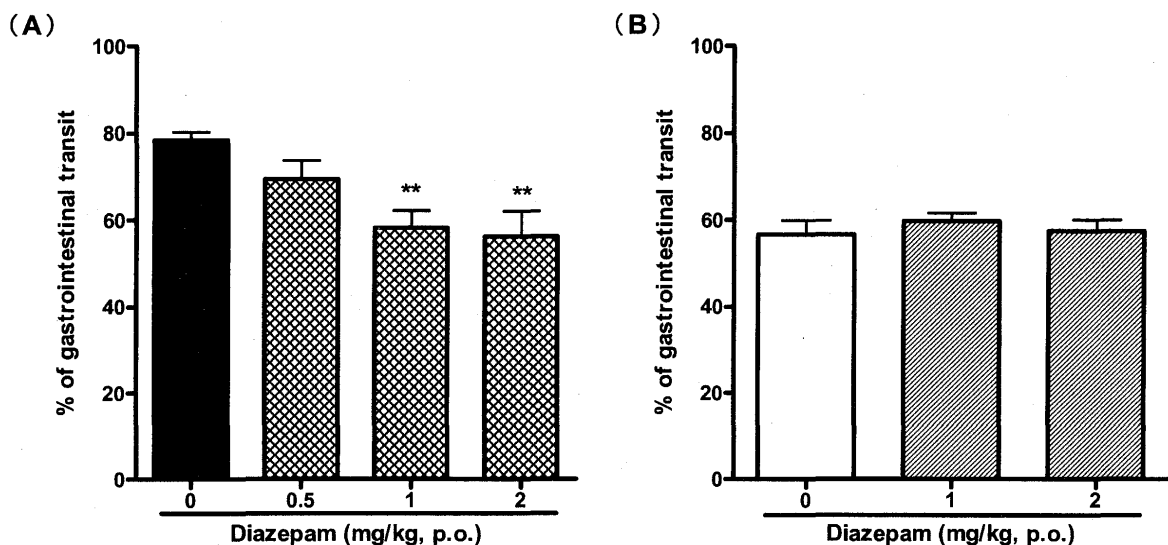 (A)
% of gastrointestinal transit
100
80
60
40
20
0
**
**
0 0.5 1 2
Diazepam (mg/kg, p.o.)
(B)
% of gastrointestinal transit
100
80
60
40
20
0
0 1 2
Diazepam (mg/kg, p.o.)